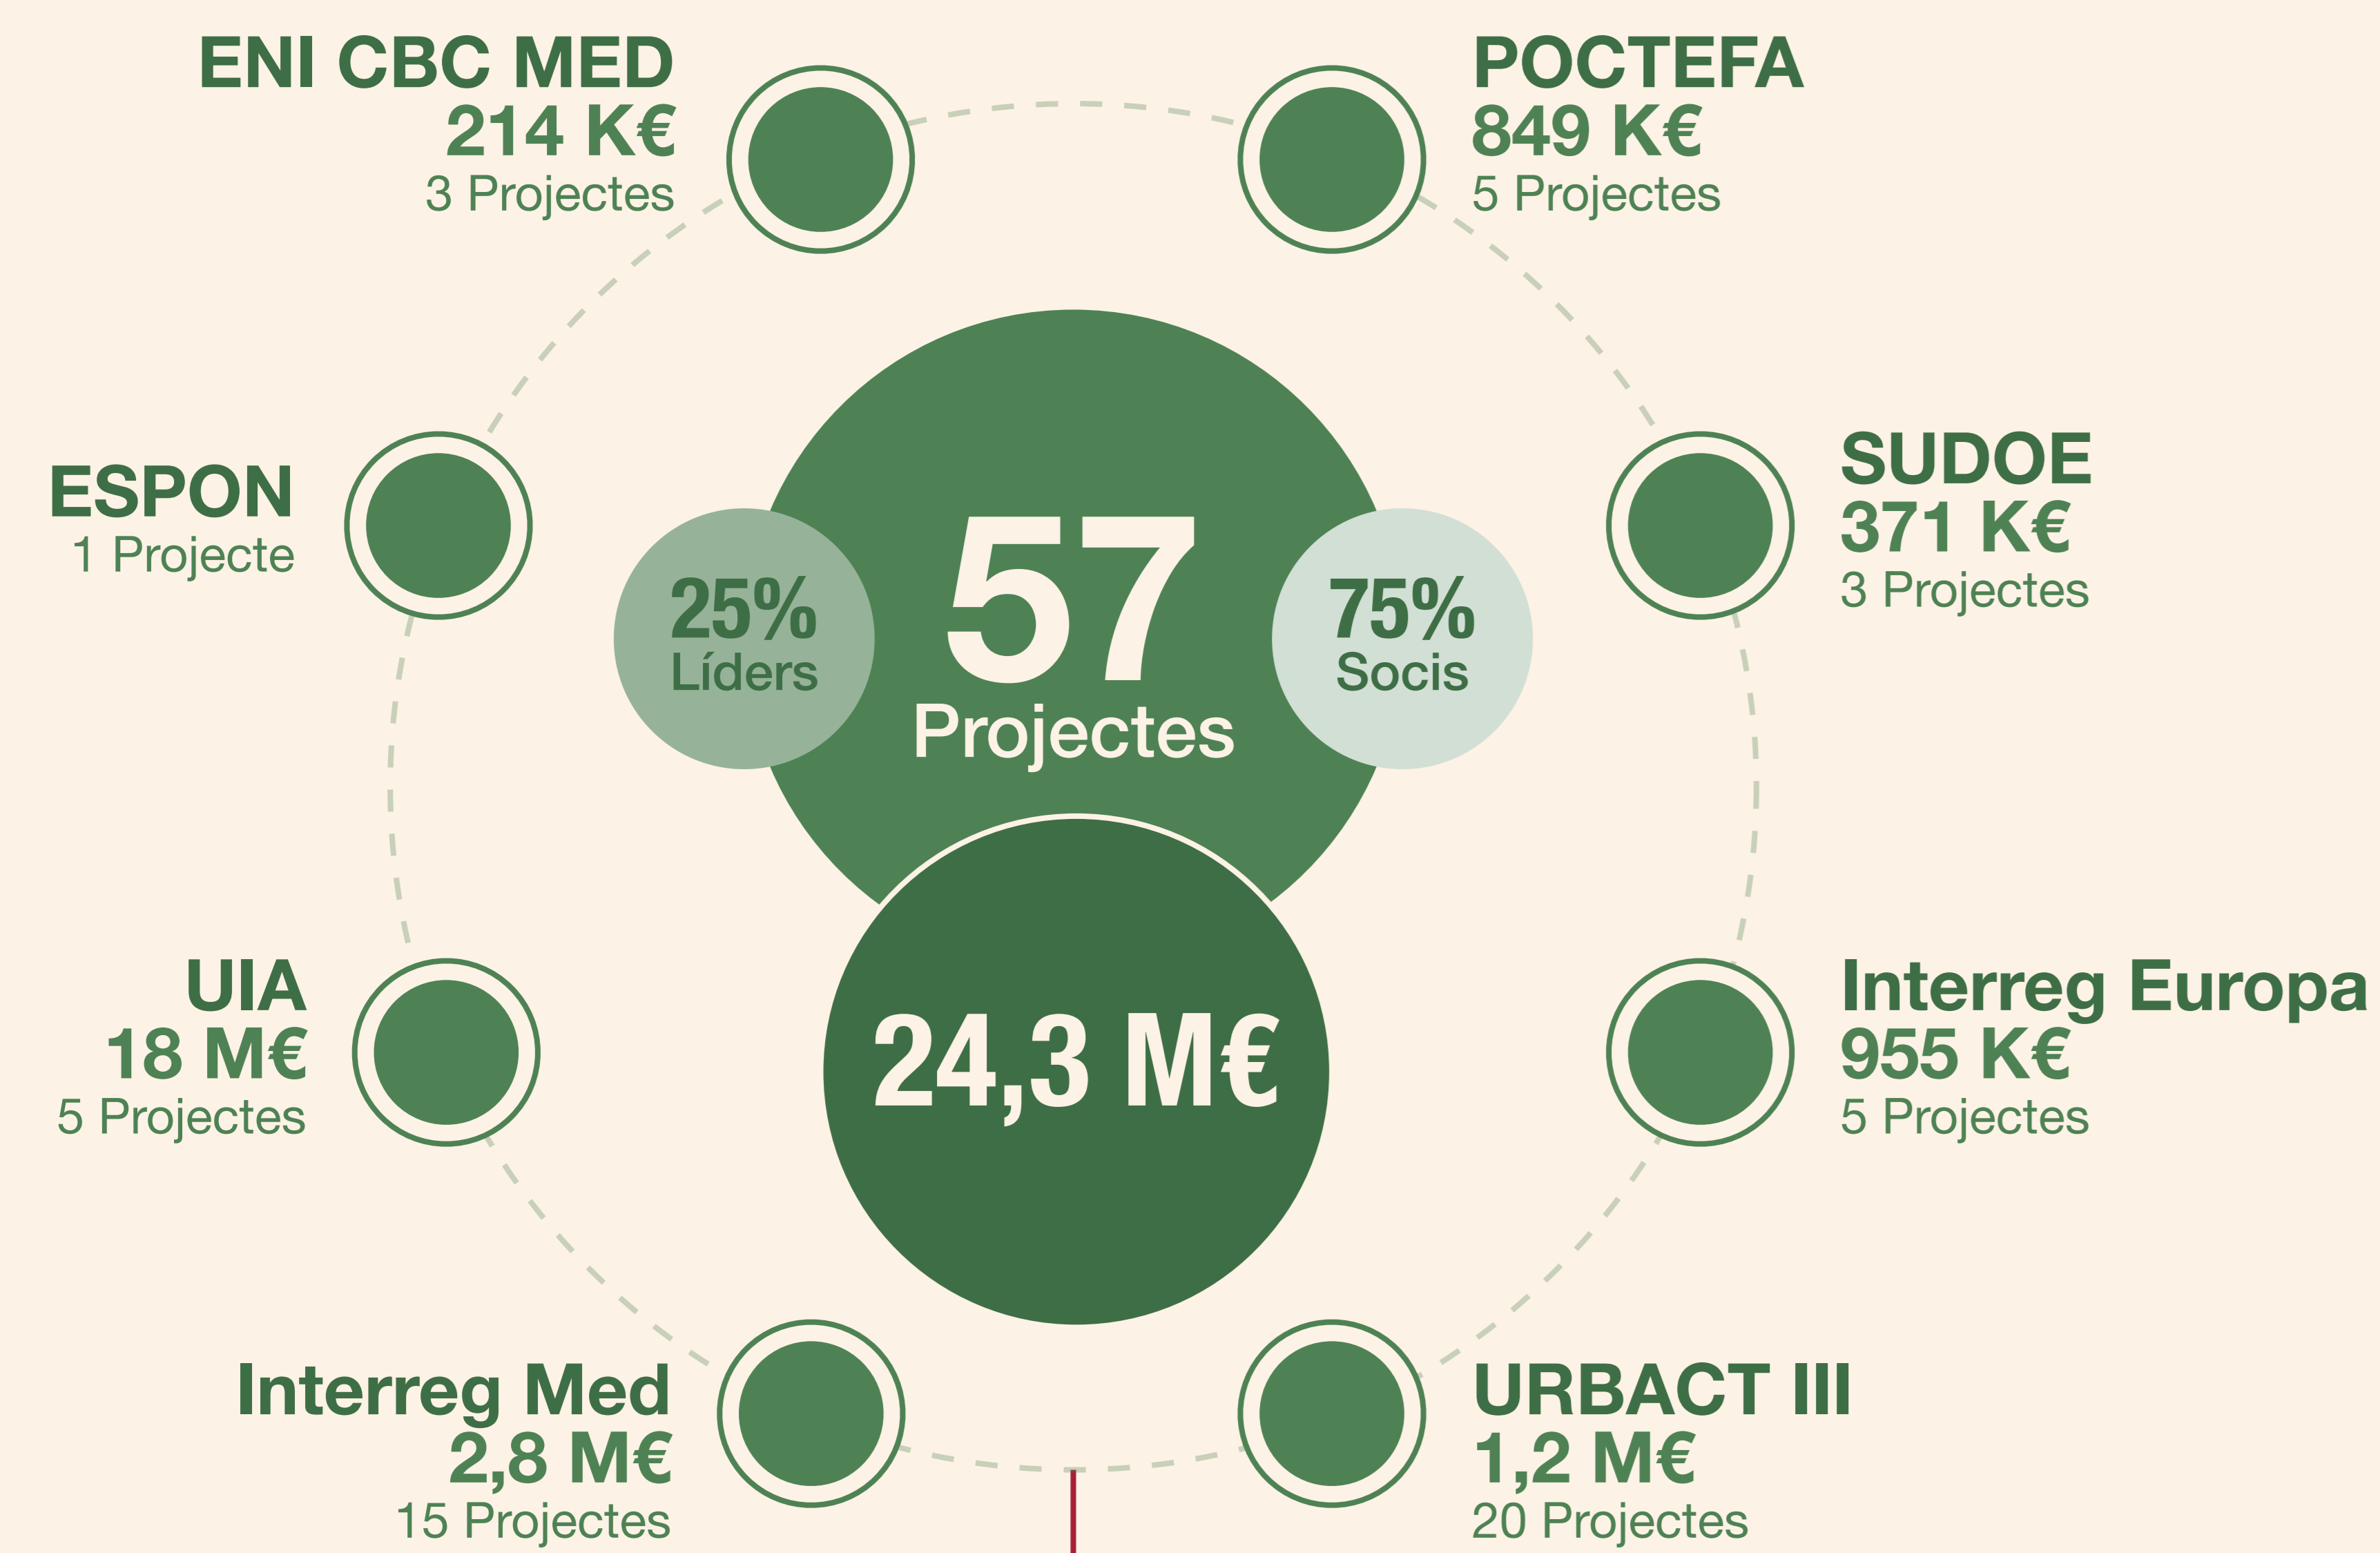 ENI CBC MED
214 K€
3 Projectes
POCTEFA
849 K€
5 Projectes
ESPON
1 Projecte
SUDOE
371 K€
3 Projectes
25%
Líders
57
Projectes
75%
Socis
UIA
18 M€
5 Projectes
24,3 M€
Interreg Europa
955 K€
5 Projectes
Interreg Med
2,8 M€
15 Projectes
URBACT III
1,2 M€
20 Projectes